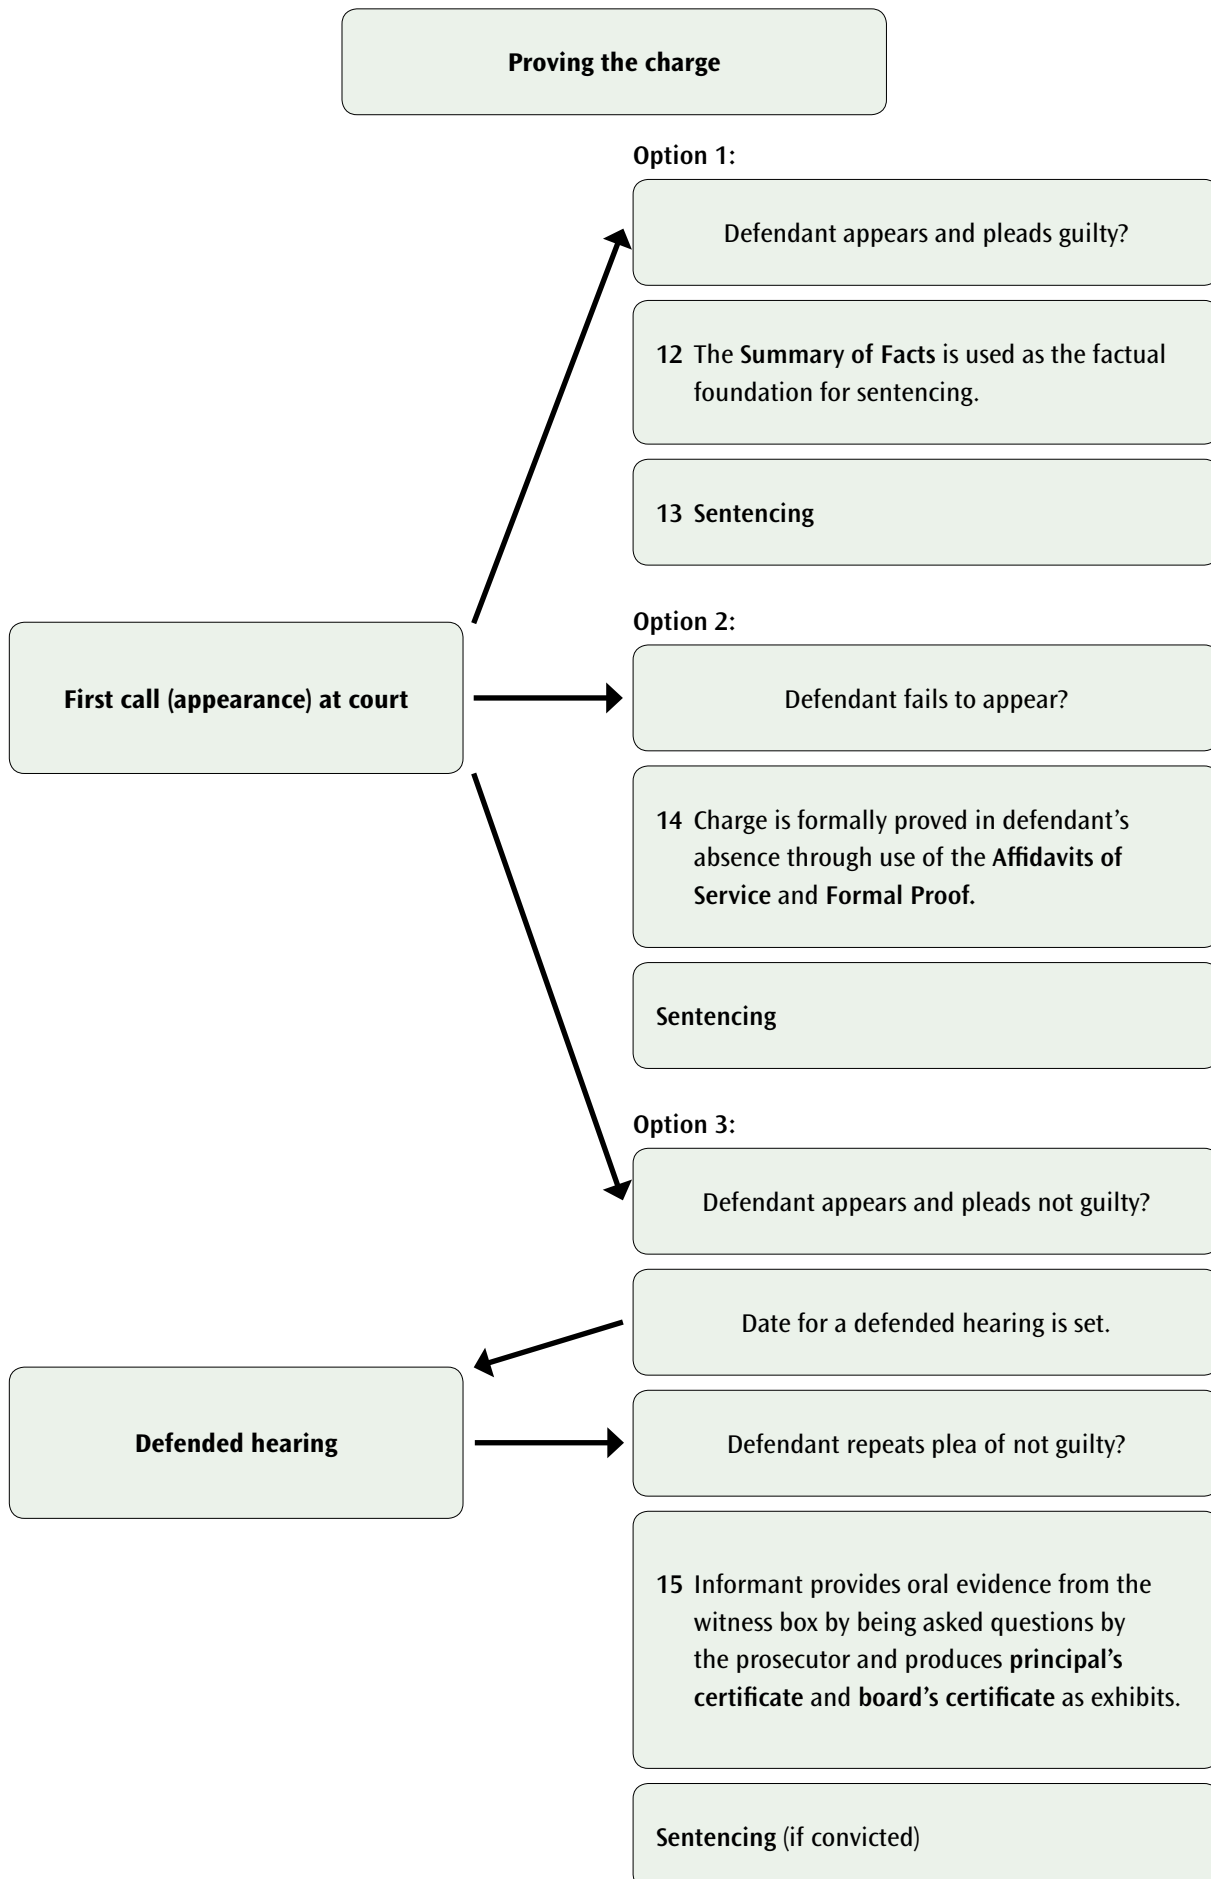 Proving the charge
Option 1:
Defendant appears and pleads guilty?
12 The Summary of Facts is used as the factual
foundation for sentencing.
13 Sentencing
First call (appearance) at court
Option 2:
Defendant fails to appear?
14 Charge is formally proved in defendant’s
absence through use of the Affidavits of
Service and Formal Proof.
Sentencing
Option 3:
Defendant appears and pleads not guilty?
Date for a defended hearing is set.
Defended hearing
Defendant repeats plea of not guilty?
15 Informant provides oral evidence from the
witness box by being asked questions by
the prosecutor and produces principal’s
certificate and board’s certificate as exhibits.
Sentencing (if convicted)